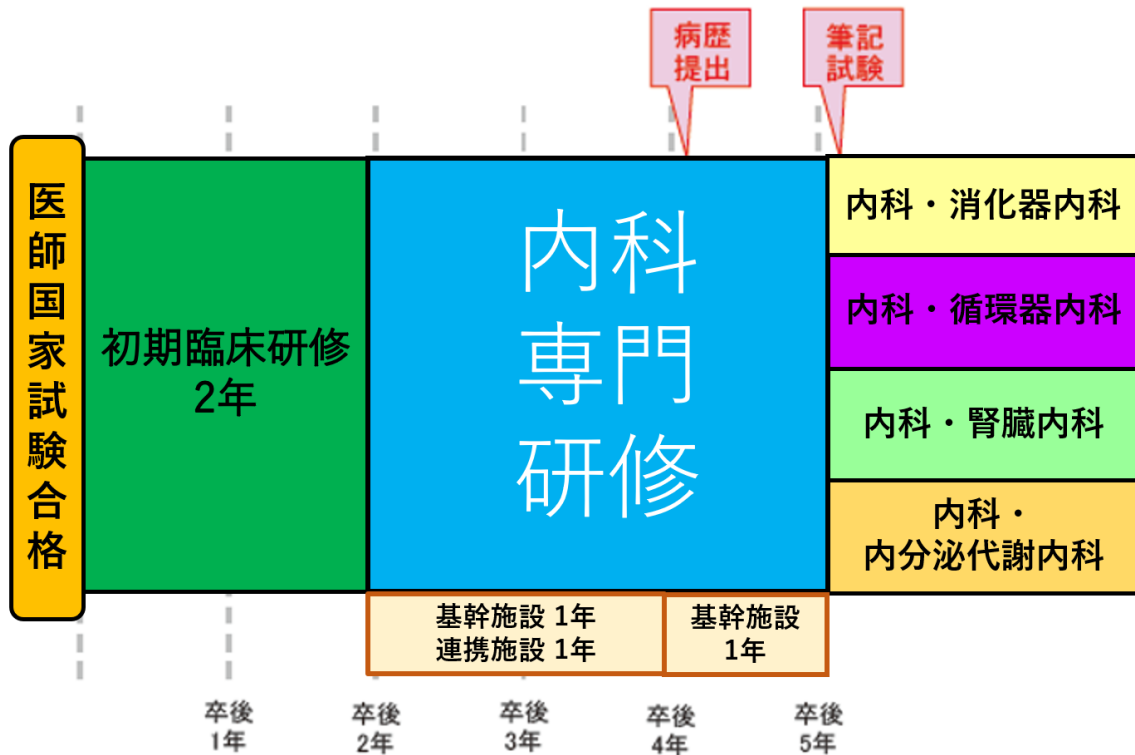 病歴
提出
筆記
試験
医師国家試験合格
初期臨床研修
2年
内科
専門
研修
内科・消化器内科
内科・循環器内科
内科・腎臓内科
内科・
内分泌代謝内科
基幹施設 1年
連携施設 1年
基幹施設
1年
卒後
1年
卒後
2年
卒後
3年
卒後
4年
卒後
5年